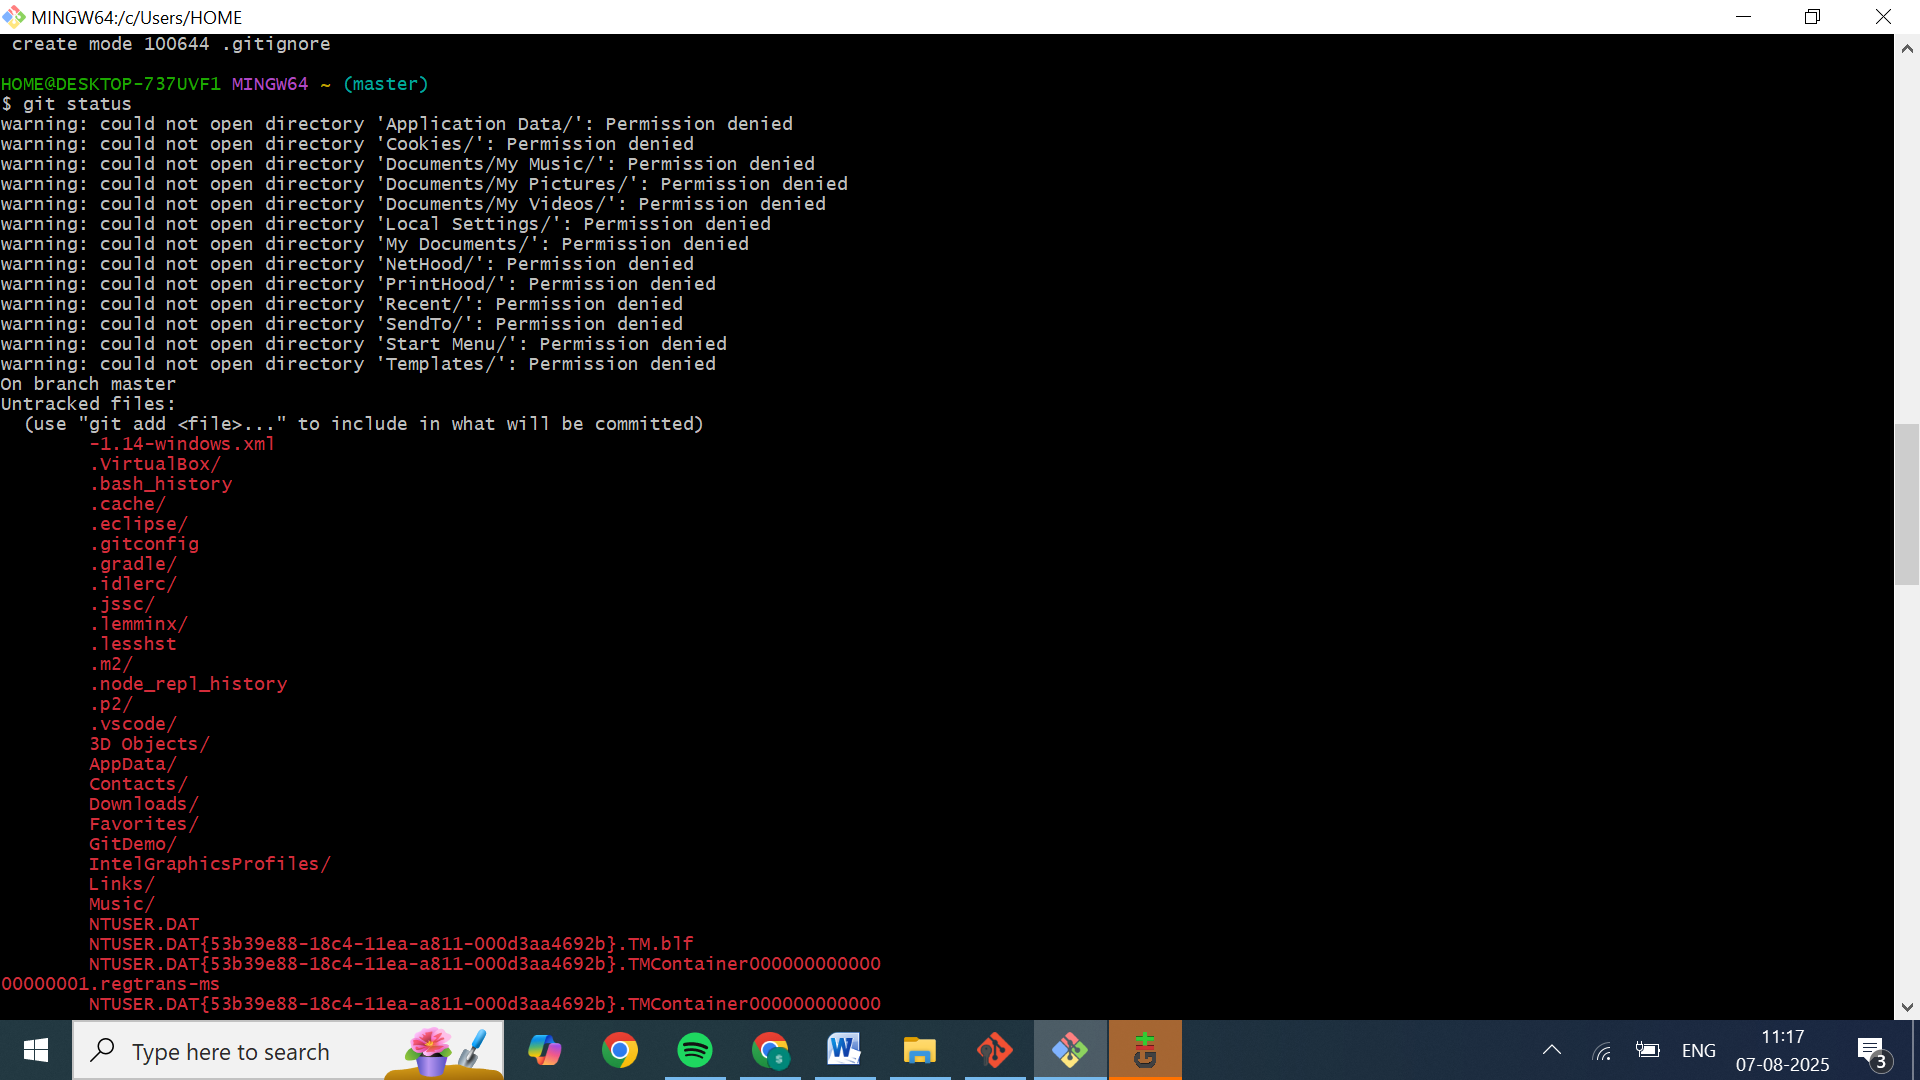 MINGW64:/c/Users/HOME
create mode 100644 .gitignore
HOME@DESKTOP-737UVF1 MINGW64 ~ (master)
$ git status
warning: could not open directory 'Application Data/': Permission denied
warning: could not open directory 'Cookies/': Permission denied
warning: could not open directory 'Documents/My Music/': Permission denied
warning: could not open directory 'Documents/My Pictures/': Permission denied
warning: could not open directory 'Documents/My Videos/': Permission denied
warning: could not open directory 'Local Settings/': Permission denied
warning: could not open directory 'My Documents/': Permission denied
warning: could not open directory 'NetHood/': Permission denied
warning: could not open directory 'PrintHood/': Permission denied
warning: could not open directory 'Recent/': Permission denied
warning: could not open directory 'SendTo/': Permission denied
warning: could not open directory 'Start Menu/': Permission denied
warning: could not open directory 'Templates/': Permission denied
On branch master
Untracked files:
(use "git add <file>..." to include in what will be committed)
-1.14-windows.xml
.VirtualBox/
.bash_history
.cache/
.eclipse/
.gitconfig
.gradle/
.idlerc/
.jssc/
.lemminx/
.lesshst
.m2/
.node_repl_history
.p2/
.vscode/
3D Objects/
AppData/
Contacts/
Downloads/
Favorites/
GitDemo/
IntelGraphicsProfiles/
Links/
Music/
NTUSER.DAT
NTUSER.DAT{53b39e88-18c4-11ea-a811-000d3aa4692b}.TM.blf
NTUSER.DAT{53b39e88-18c4-11ea-a811-000d3aa4692b}.TMContainer000000000000
00000001.regtrans-ms
NTUSER.DAT{53b39e88-18c4-11ea-a811-000d3aa4692b}.TMContainer000000000000
Type here to search
ENG
11:17
07-08-2025
3